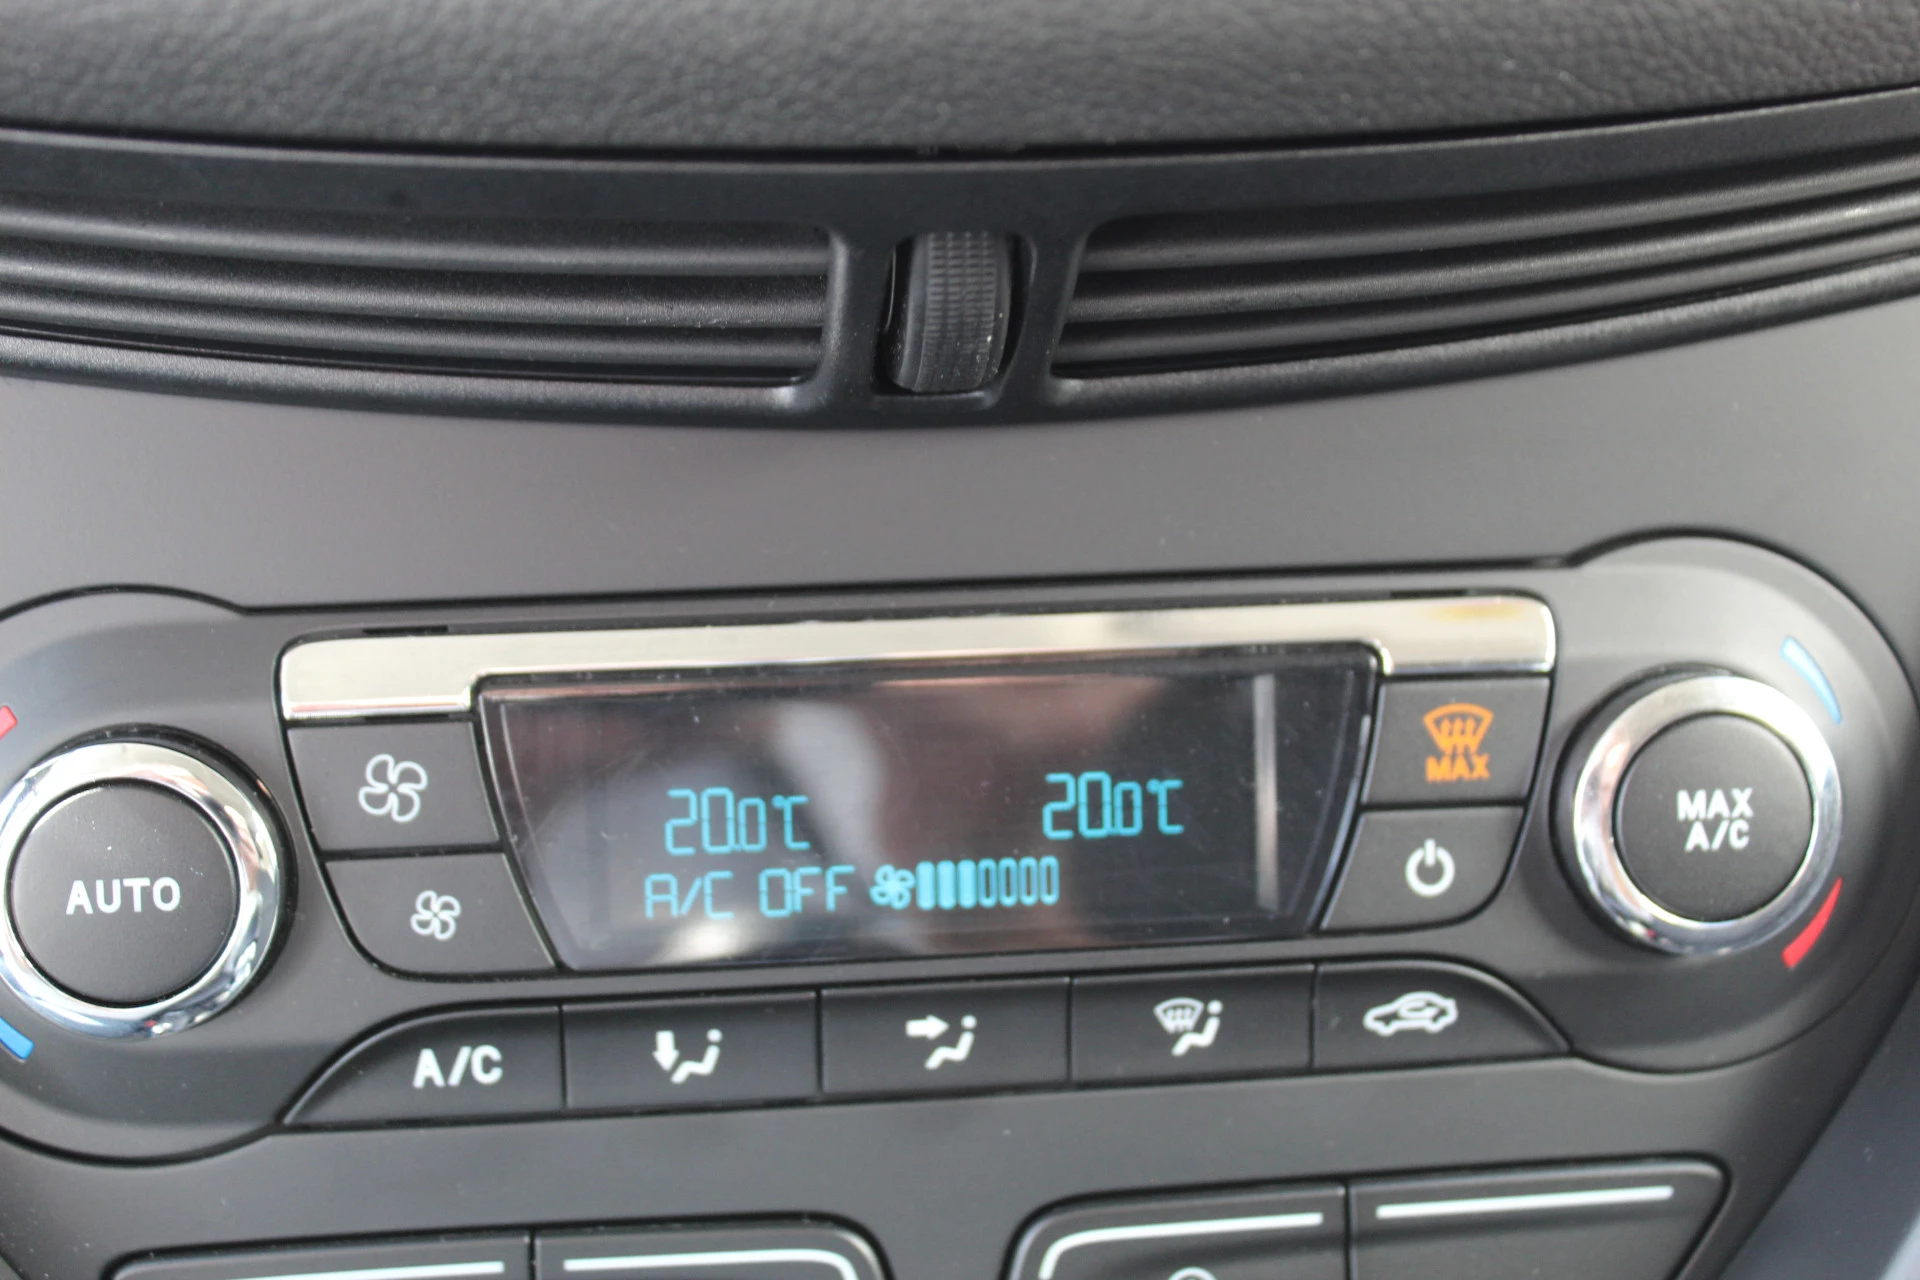 20.0℃ 20.0℃
A/C OFF
MAX
AUTO
MAX
A/C
A/C